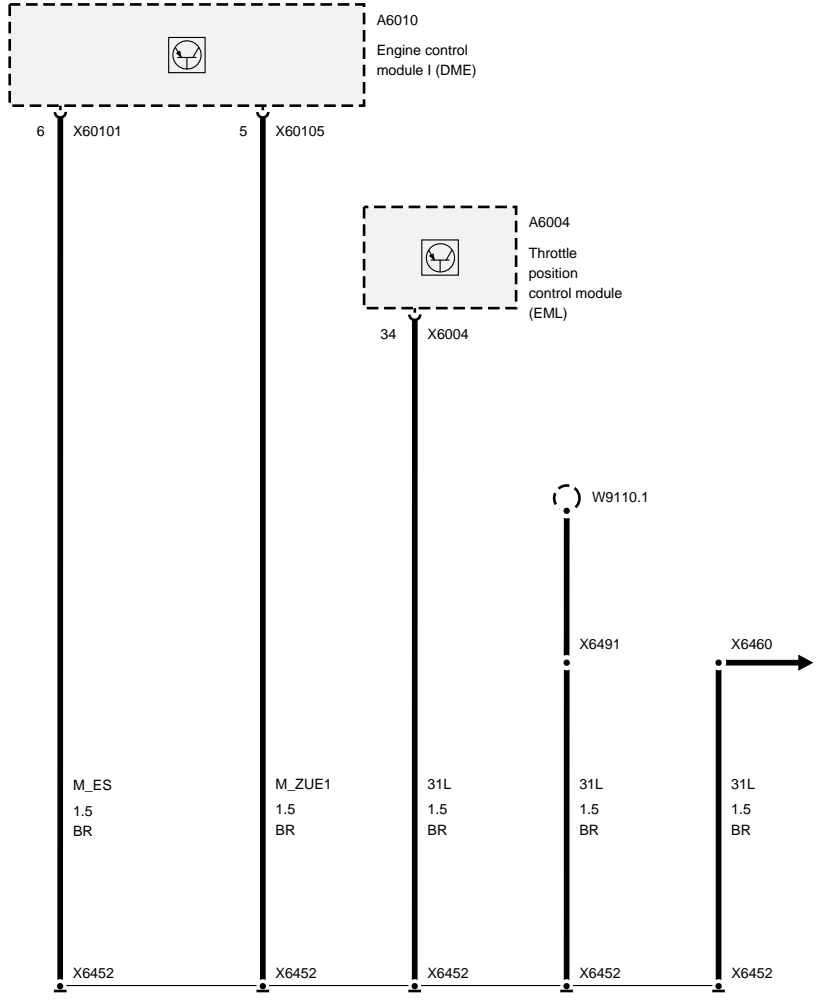 A6010
Engine control
module I (DME)
6 X60101
5 X60105
A6004
Throttle
position
control module
(EML)
34 X6004
W9110.1
X6491
X6460
M_ES
1.5
BR
M_ZUE1
1.5
BR
31L
1.5
BR
31L
1.5
BR
31L
1.5
BR
X6452
X6452
X6452
X6452
X6452